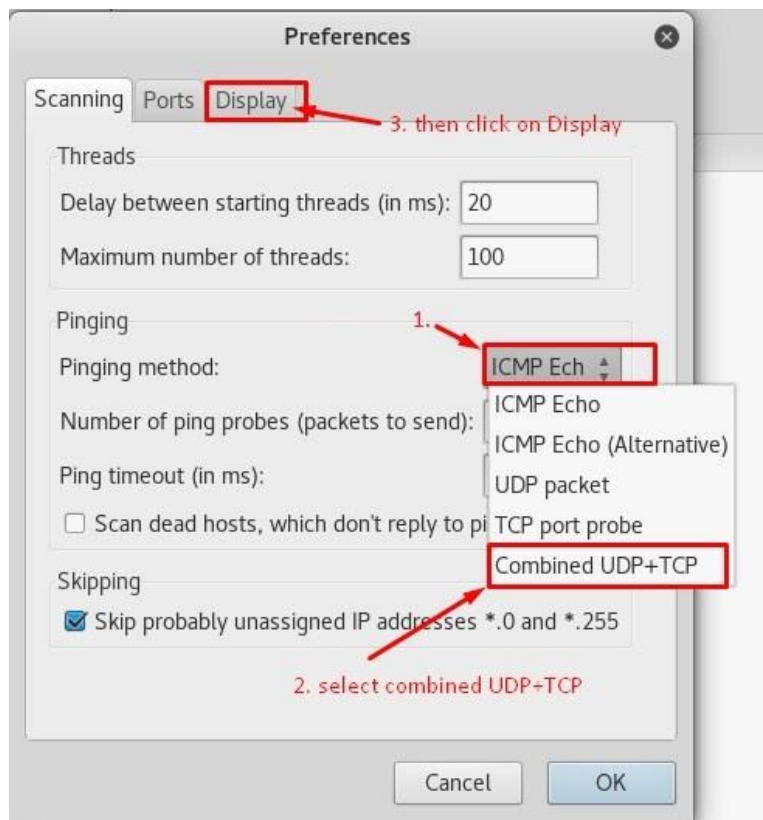 Preferences
Scanning Ports Display
3. then click on Display
Threads
Delay between starting threads (in ms): 20
Maximum number of threads: 100
Pinging
1.
Pinging method: ICMP Ech
ICMP Echo
Number of ping probes (packets to send):
ICMP Echo (Alternative)
Ping timeout (in ms):
UDP packet
Scan dead hosts, which don't reply to pi
TCP port probe
Combined UDP+TCP
Skipping
Skip probably unassigned IP addresses *.0 and *.255
2. select combined UDP+TCP
Cancel OK